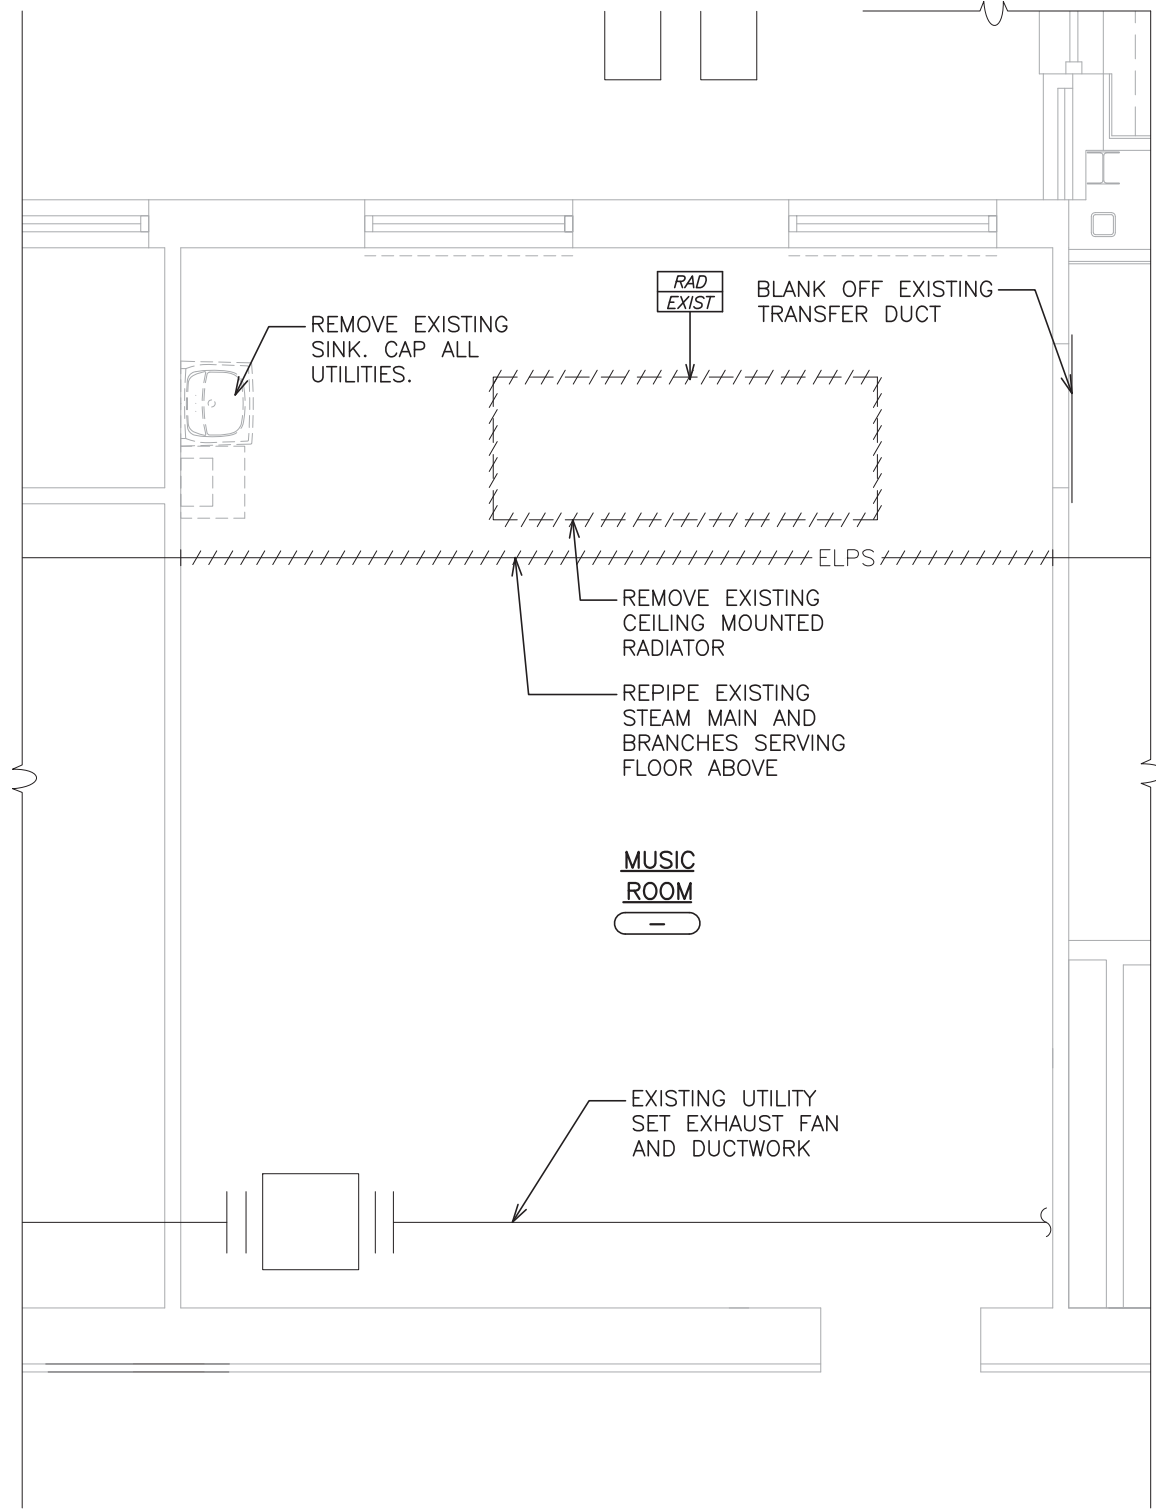 RAD
EXIST
BLANK OFF EXISTING
TRANSFER DUCT
REMOVE EXISTING
SINK. CAP ALL
UTILITIES.
ELPS
REMOVE EXISTING
CEILING MOUNTED
RADIATOR
REPIPE EXISTING
STEAM MAIN AND
BRANCHES SERVING
FLOOR ABOVE
MUSIC
ROOM
-
EXISTING UTILITY
SET EXHAUST FAN
AND DUCTWORK